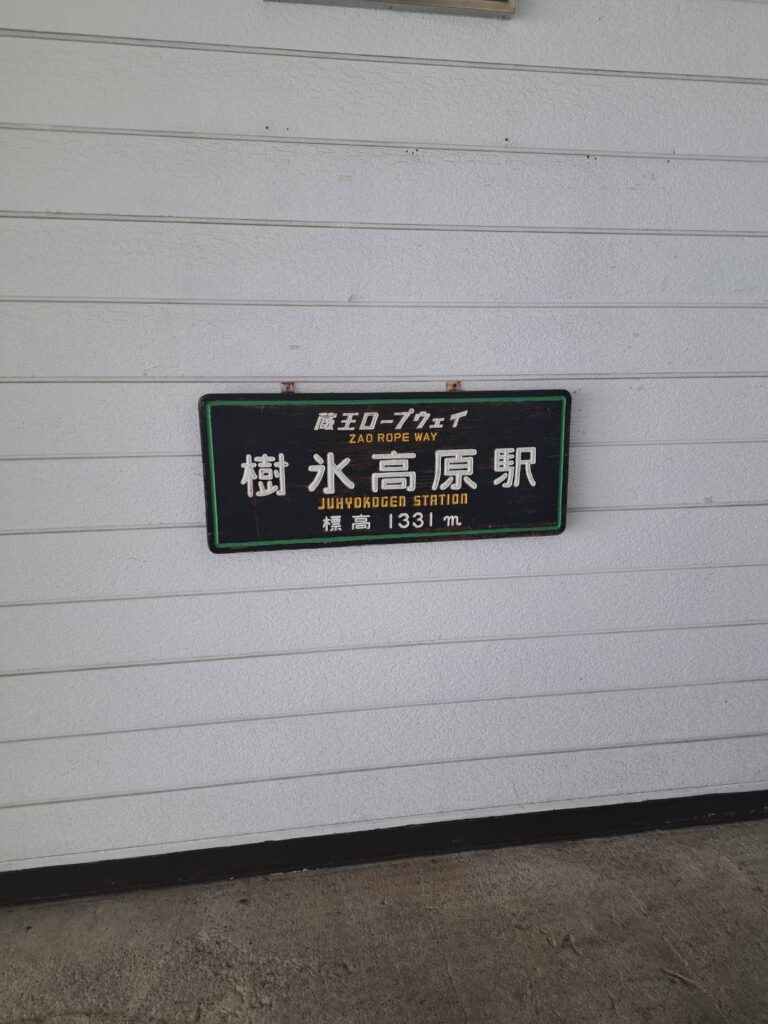 蔵王ロープウェイ
ZAO ROPE WAY
樹氷高原駅
JUHYOKOGEN STATION
標高 1331m